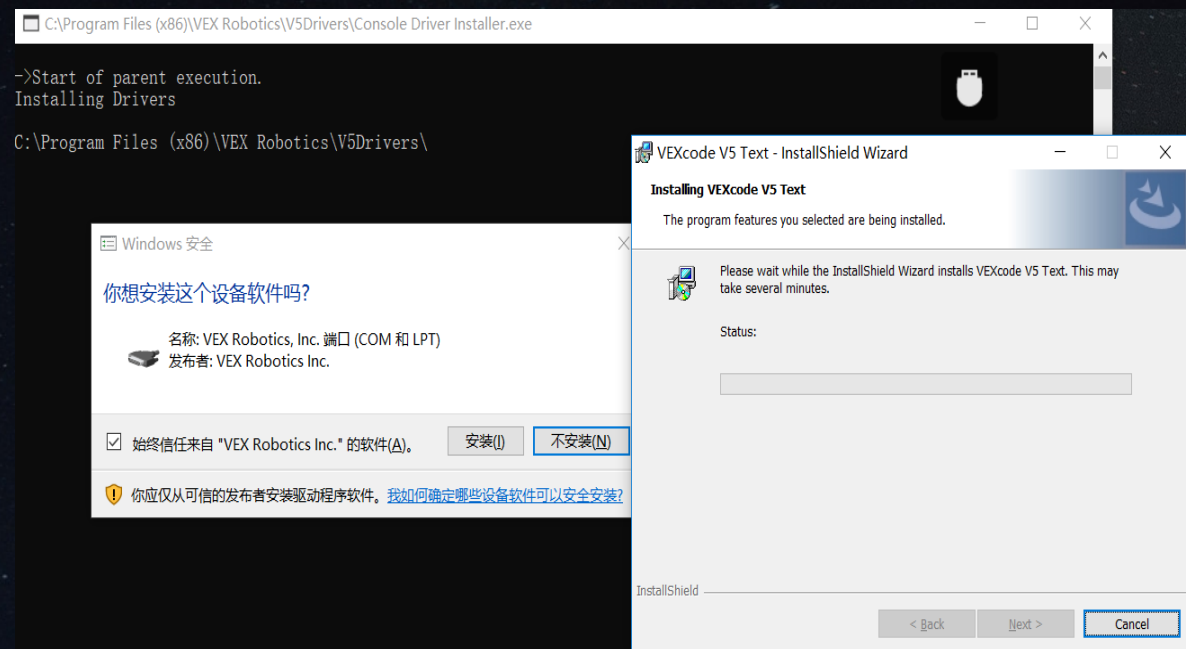 C:\Program Files (x86)\VEX Robotics\V5Drivers\Console Driver Installer.exe
->Start of parent execution.
Installing Drivers
C:\Program Files (x86)\VEX Robotics\V5Drivers\
Windows 安全
你想安装这个设备软件吗?
名称: VEX Robotics, Inc. 端口 (COM 和 LPT)
发布者: VEX Robotics Inc.
始终信任来自 "VEX Robotics Inc." 的软件(A)。
安装(I)
不安装(N)
你应仅从可信的发布者安装驱动程序软件。我如何确定哪些设备软件可以安全安装?
VEXcode V5 Text - InstallShield Wizard
Installing VEXcode V5 Text
The program features you selected are being installed.
Please wait while the InstallShield Wizard installs VEXcode V5 Text. This may
take several minutes.
Status:
InstallShield
< Back
Next >
Cancel